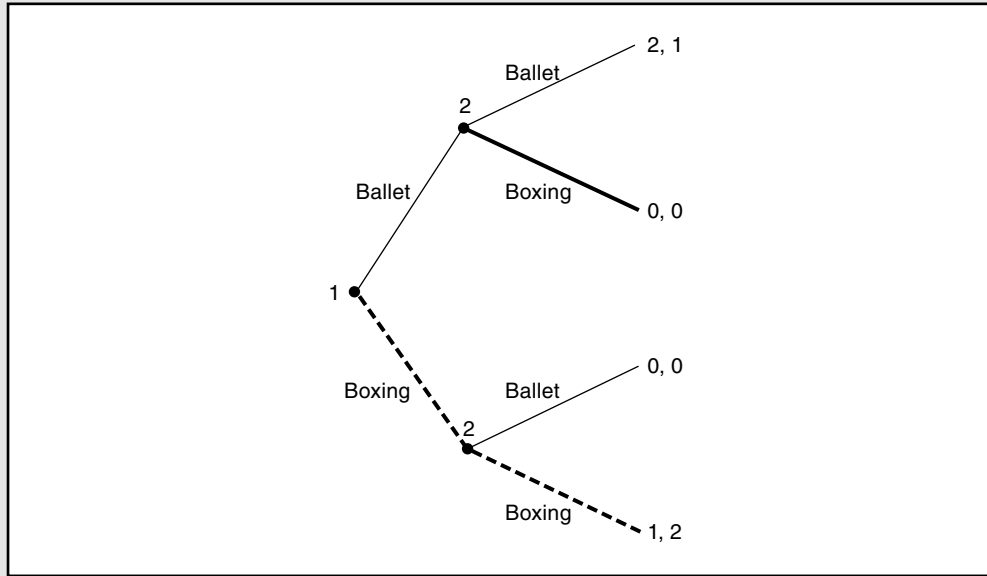 2, 1
Ballet
2
Ballet
Boxing
0, 0
1
0, 0
Boxing
Ballet
2
Boxing
1, 2